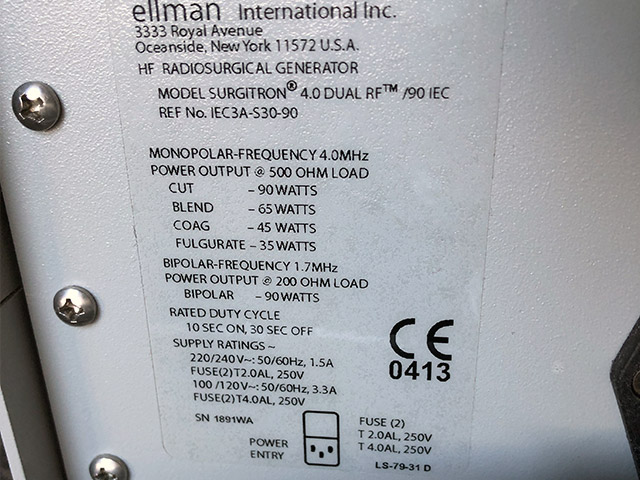 ellman International Inc.
3333 Royal Avenue
Oceanside, New York 11572 U.S.A.
HF RADIOSURGICAL GENERATOR
MODEL SURGITRON® 4.0 DUAL RF™ /90 IEC
REF No. IEC3A-S30-90
MONOPOLAR-FREQUENCY 4.0MHz
POWER OUTPUT @ 500 OHM LOAD
CUT – 90 WATTS
BLEND – 65 WATTS
COAG – 45 WATTS
FULGURATE – 35 WATTS
BIPOLAR-FREQUENCY 1.7MHz
POWER OUTPUT @ 200 OHM LOAD
BIPOLAR – 90 WATTS
RATED DUTY CYCLE
10 SEC ON, 30 SEC OFF
SUPPLY RATINGS ~
220/240 V~: 50/60Hz, 1.5A
FUSE(2) T2.0AL, 250V
100 /120V~: 50/60Hz, 3.3A
FUSE(2) T4.0AL, 250V
CE
0413
SN 1891WA
POWER
ENTRY
FUSE (2)
T 2.0AL, 250V
T 4.0AL, 250V
LS-79-31 D